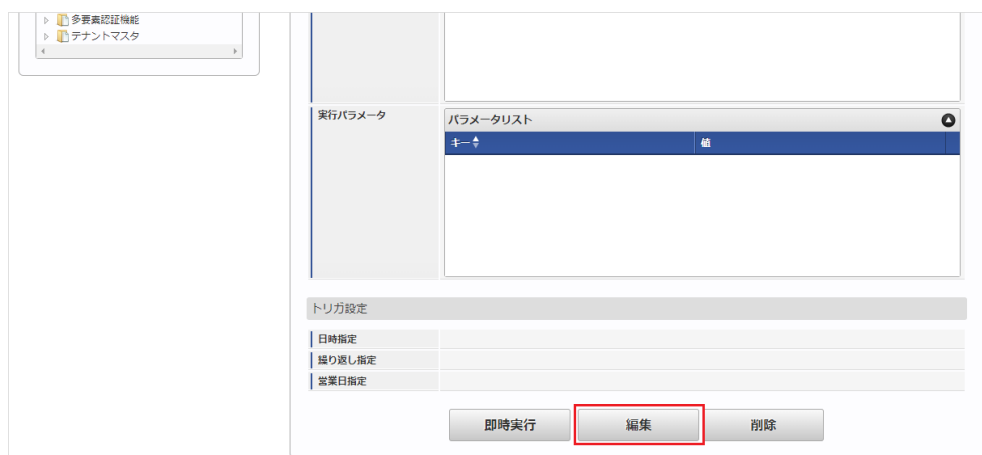 多要素認証機能
テナントマスタ
実行パラメータ
パラメータリスト
キー 値
トリガ設定
日時指定
繰り返し指定
営業日指定
即時実行 編集 削除